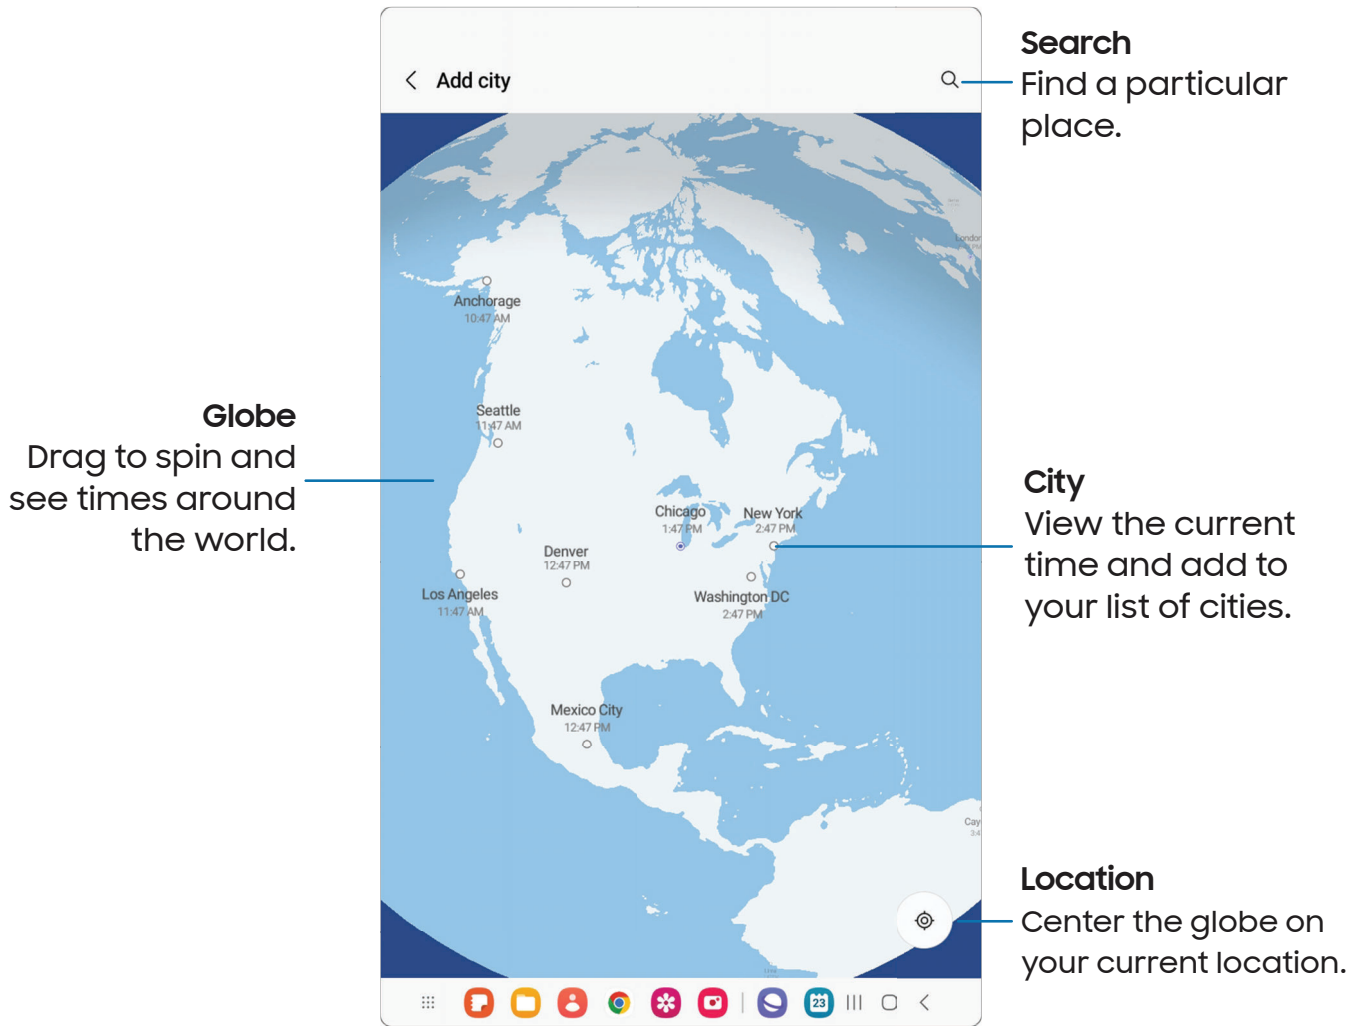 Add city
Search
Find a particular
place.
London
Anchorage
10:47 AM
Seattle
11:47 AM
Globe
Drag to spin and
see times around
the world.
Chicago
1:47 PM
New York
2:47 PM
City
View the current
time and add to
your list of cities.
Denver
12:47 PM
Los Angeles
11:47 AM
Washington DC
2:47 PM
Mexico City
12:47 PM
Cay
Location
Center the globe on
your current location.
23